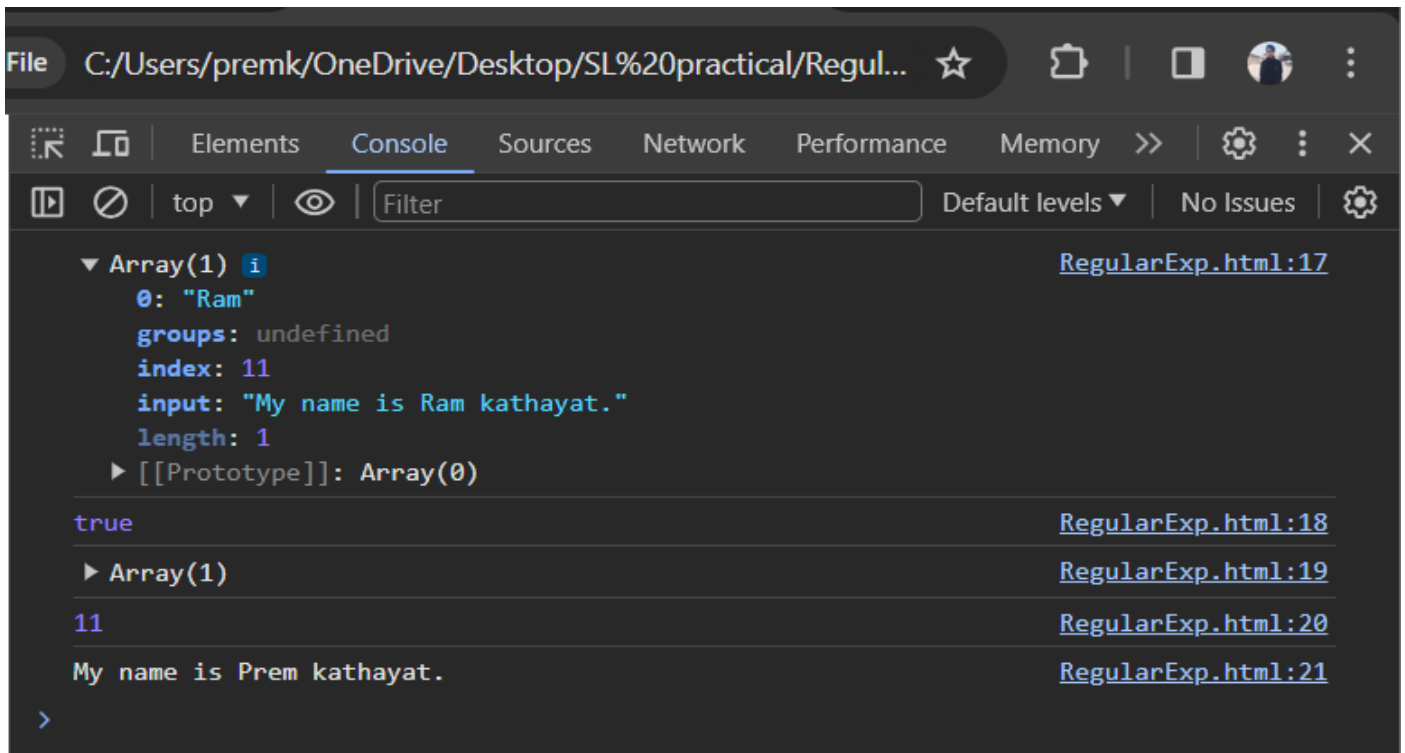 File C:/Users/premk/OneDrive/Desktop/SL%20practical/Regul...
Elements Console Sources Network Performance Memory
top Filter Default levels No Issues
Array(1) i RegularExp.html:17
0: "Ram"
groups: undefined
index: 11
input: "My name is Ram kathayat."
length: 1
[[Prototype]]: Array(0)
true RegularExp.html:18
Array(1) RegularExp.html:19
11 RegularExp.html:20
My name is Prem kathayat. RegularExp.html:21